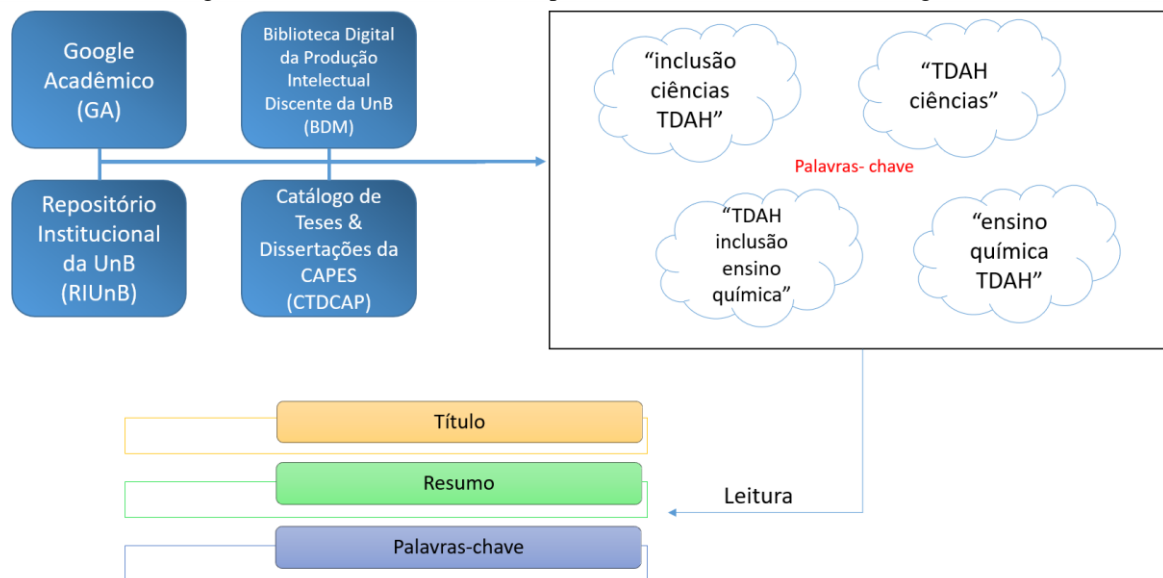 Google
Acadêmico
(GA)
Biblioteca Digital
da Produção
Intelectual
Discente da UnB
(BDM)
Repositório
Institucional
da UnB
(RIUnB)
Catálogo de
Teses &
Dissertações da
CAPES
(CTDCAP)
“inclusão
ciências
TDAH”
“TDAH
ciências”
Palavras- chave
“TDAH
inclusão
ensino
química”
“ensino
química
TDAH”
Título
Resumo
Leitura
Palavras-chave